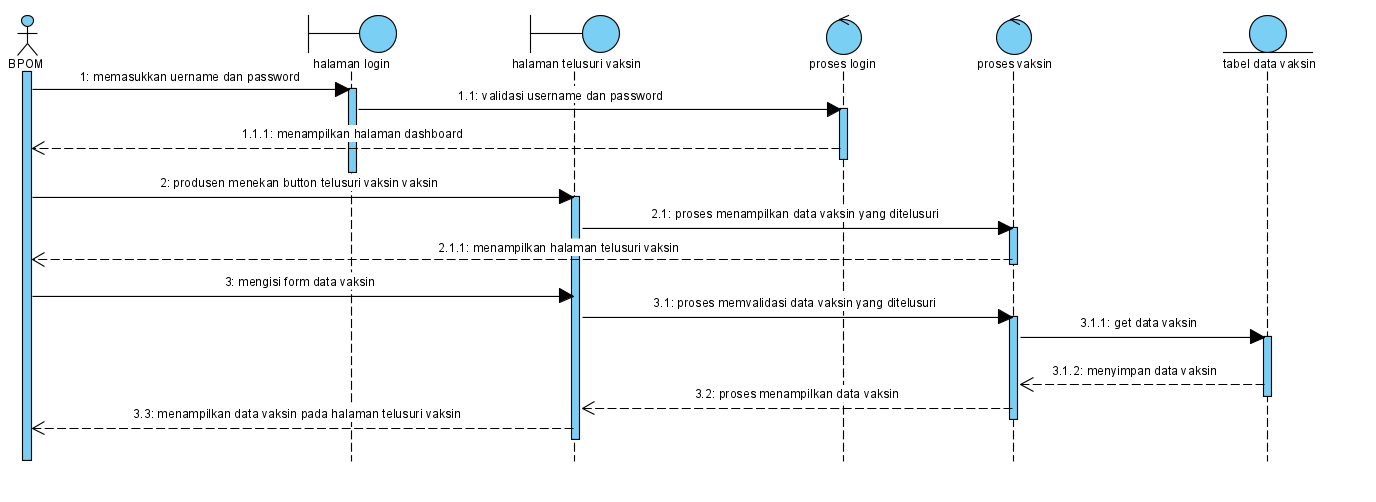 BPOM
halaman login
halaman telusuri vaksin
proses login
proses vaksin
tabel data vaksin
1: memasukkan uername dan password
1.1: validasi username dan password
1.1.1: menampilkan halaman dashboard
2: produsen menekan button telusuri vaksin vaksin
2.1: proses menampilkan data vaksin yang ditelusuri
2.1.1: menampilkan halaman telusuri vaksin
3: mengisi form data vaksin
3.1: proses memvalidasi data vaksin yang ditelusuri
3.1.1: get data vaksin
3.1.2: menyimpan data vaksin
3.2: proses menampilkan data vaksin
3.3: menampilkan data vaksin pada halaman telusuri vaksin